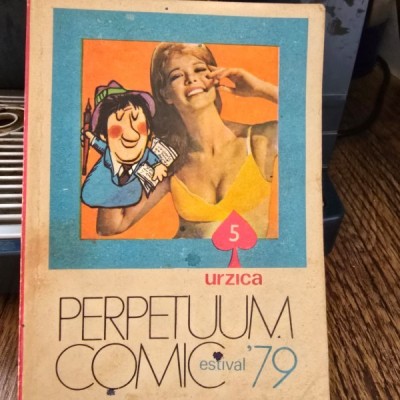 5
urzica
PERPETUUM
COMIC estival '79